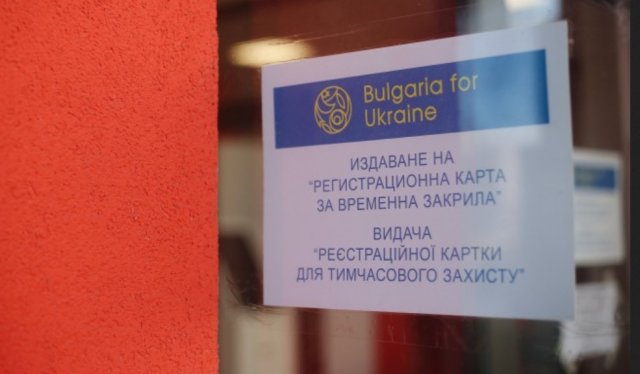 Bulgaria for
Ukraine
ИЗДАВАНЕ НА
“РЕГИСТРАЦИОННА КАРТА
ЗА ВРЕМЕННА ЗАКРИЛА”
ВИДАЧА
“РЕЄСТРАЦІЙНОЇ КАРТКИ
ДЛЯ ТИМЧАСОВОГО ЗАХИСТУ”